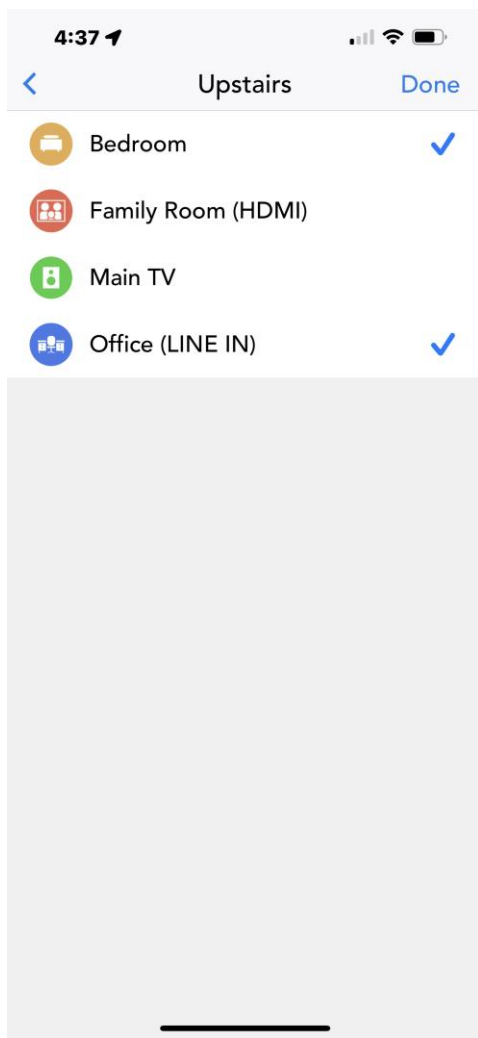 4:37
Upstairs
Done
Bedroom
Family Room (HDMI)
Main TV
Office (LINE IN)